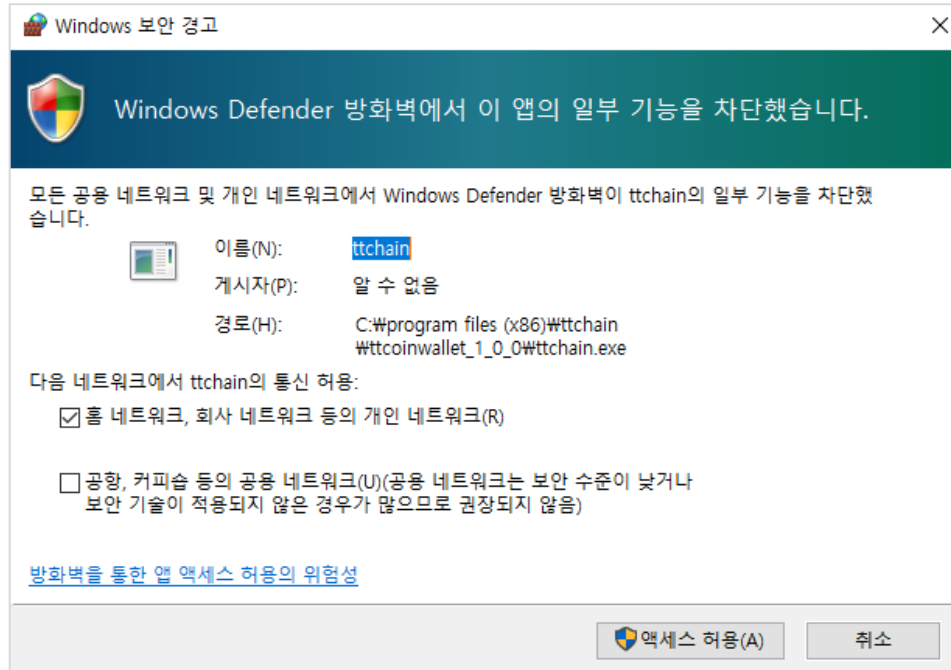 Windows 보안 경고
Windows Defender 방화벽에서 이 앱의 일부 기능을 차단했습니다.
모든 공용 네트워크 및 개인 네트워크에서 Windows Defender 방화벽이 ttchain의 일부 기능을 차단했
습니다.
이름(N): ttchain
게시자(P): 알 수 없음
경로(H): C:₩program files (x86)₩ttchain
₩ttcoinwallet_1_0_0₩ttchain.exe
다음 네트워크에서 ttchain의 통신 허용:
홈 네트워크, 회사 네트워크 등의 개인 네트워크(R)
공항, 커피숍 등의 공용 네트워크(U)(공용 네트워크는 보안 수준이 낮거나
보안 기술이 적용되지 않은 경우가 많으므로 권장되지 않음)
방화벽을 통한 앱 액세스 허용의 위험성
액세스 허용(A) 취소